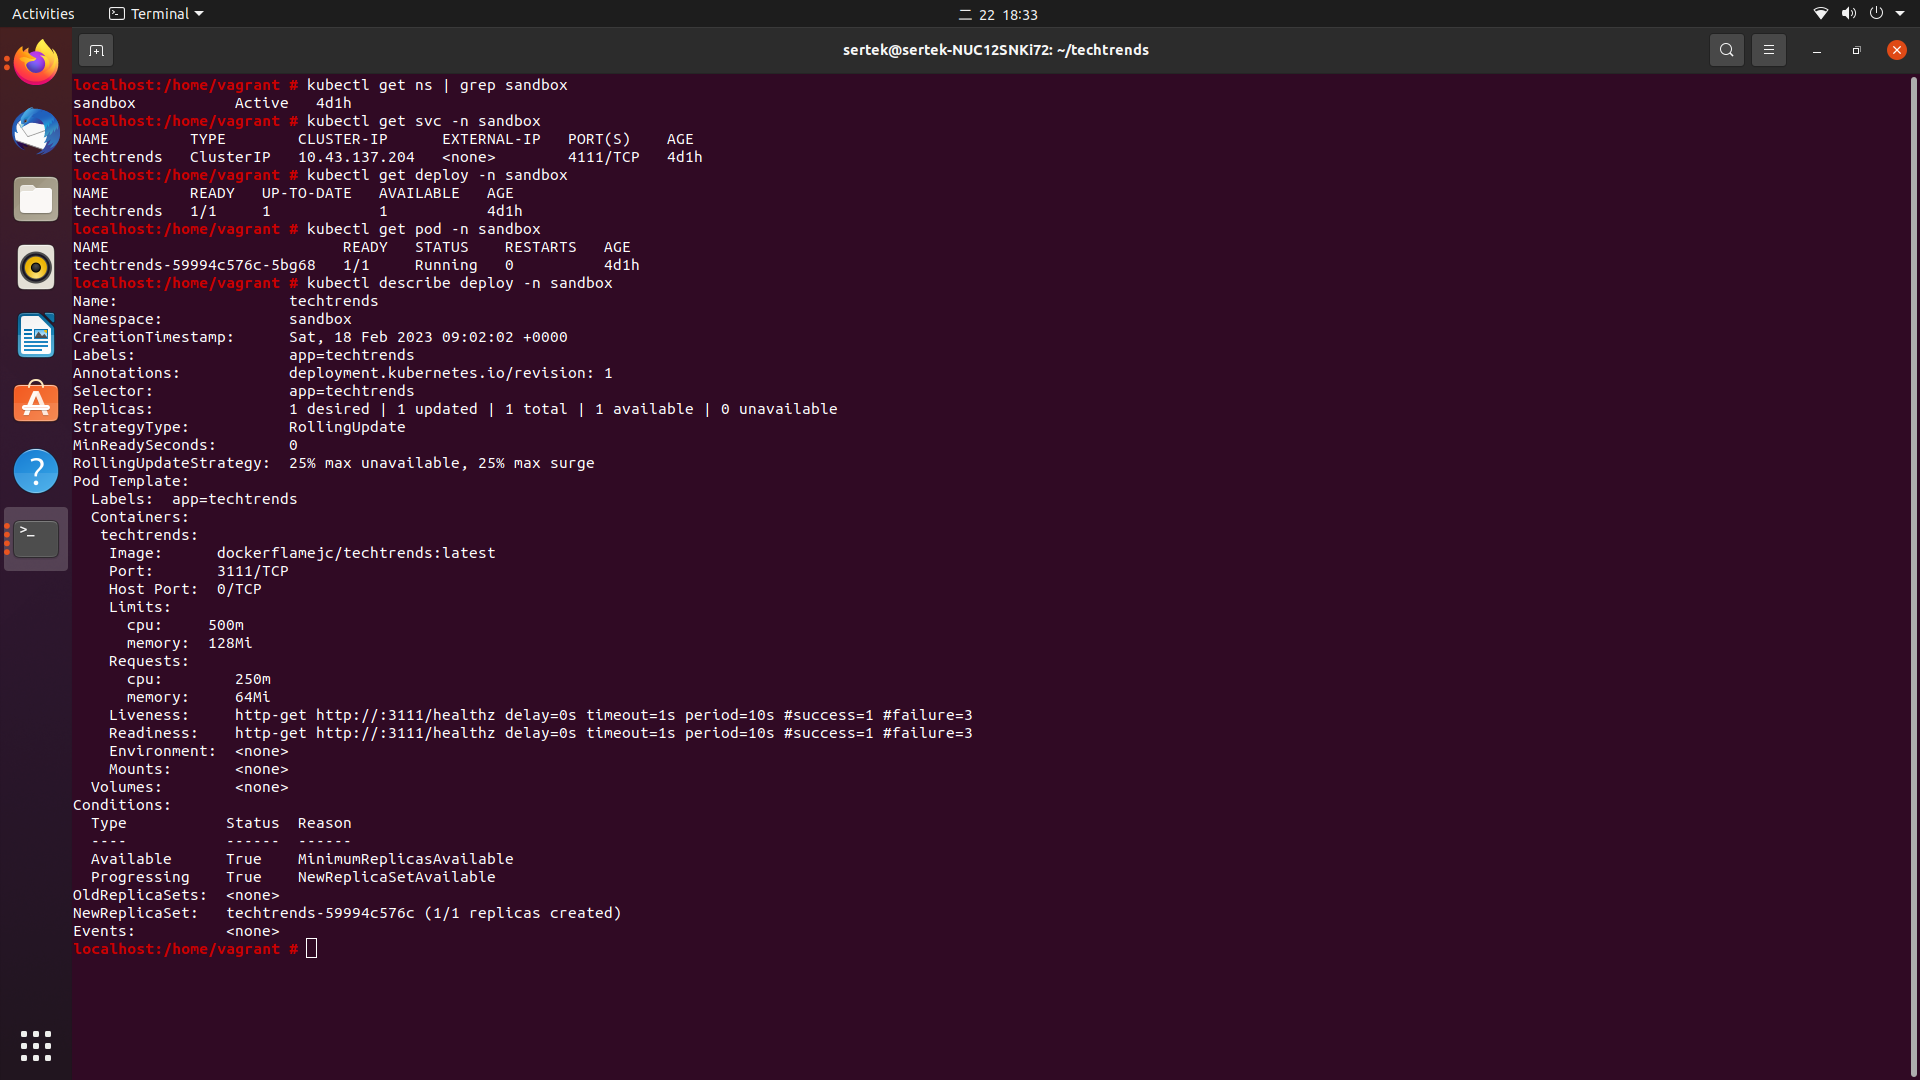 Activities
Terminal
二 22 18:33
sertek@sertek-NUC12SNKi72: ~/techtrends
localhost:/home/vagrant # kubectl get ns | grep sandbox
sandbox           Active   4d1h
localhost:/home/vagrant # kubectl get svc -n sandbox
NAME         TYPE        CLUSTER-IP      EXTERNAL-IP   PORT(S)    AGE
techtrends   ClusterIP   10.43.137.204   <none>        4111/TCP   4d1h
localhost:/home/vagrant # kubectl get deploy -n sandbox
NAME         READY   UP-TO-DATE   AVAILABLE   AGE
techtrends   1/1     1            1           4d1h
localhost:/home/vagrant # kubectl get pod -n sandbox
NAME                          READY   STATUS    RESTARTS   AGE
techtrends-59994c576c-5bg68   1/1     Running   0          4d1h
localhost:/home/vagrant # kubectl describe deploy -n sandbox
Name:                   techtrends
Namespace:              sandbox
CreationTimestamp:      Sat, 18 Feb 2023 09:02:02 +0000
Labels:                 app=techtrends
Annotations:            deployment.kubernetes.io/revision: 1
Selector:               app=techtrends
Replicas:               1 desired | 1 updated | 1 total | 1 available | 0 unavailable
StrategyType:           RollingUpdate
MinReadySeconds:        0
RollingUpdateStrategy:  25% max unavailable, 25% max surge
Pod Template:
  Labels:  app=techtrends
  Containers:
   techtrends:
    Image:      dockerflamejc/techtrends:latest
    Port:       3111/TCP
    Host Port:  0/TCP
    Limits:
      cpu:     500m
      memory:  128Mi
    Requests:
      cpu:        250m
      memory:     64Mi
    Liveness:     http-get http://:3111/healthz delay=0s timeout=1s period=10s #success=1 #failure=3
    Readiness:    http-get http://:3111/healthz delay=0s timeout=1s period=10s #success=1 #failure=3
    Environment:  <none>
    Mounts:       <none>
  Volumes:        <none>
Conditions:
  Type           Status  Reason
  ----           ------  ------
  Available      True    MinimumReplicasAvailable
  Progressing    True    NewReplicaSetAvailable
OldReplicaSets:  <none>
NewReplicaSet:   techtrends-59994c576c (1/1 replicas created)
Events:          <none>
localhost:/home/vagrant #